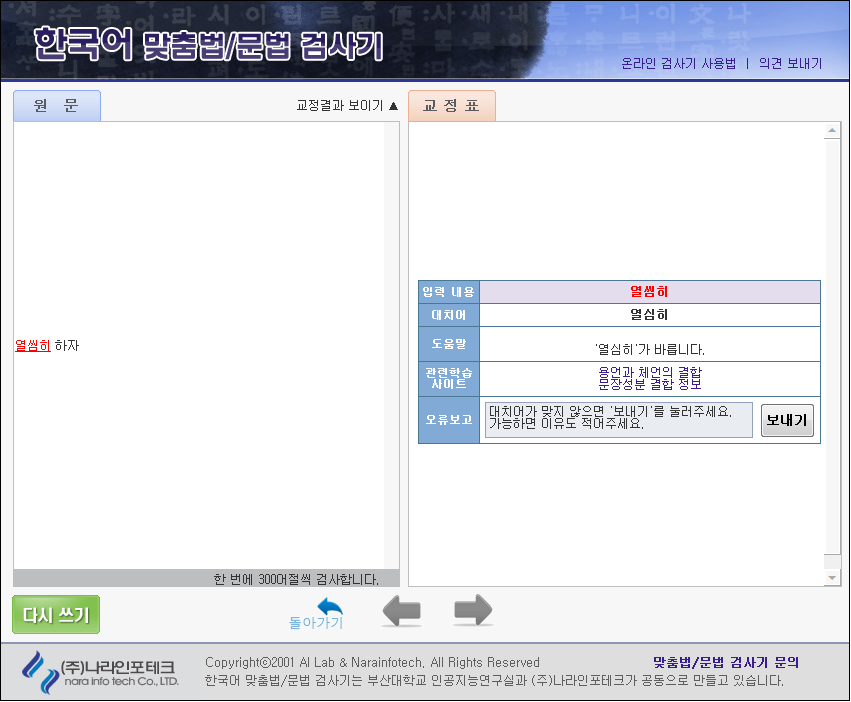 한국어 맞춤법/문법 검사기
온라인 검사기 사용법 | 의견 보내기
원 문
교정결과 보이기 ▲
교 정 표
열씸히 하자
입력 내용 열씸히
대치어 열심히
도움말 '열심히'가 바릅니다.
관련학습 사이트
용언과 체언의 결합
문장성분 결합 정보
오류보고
대치어가 맞지 않으면 '보내기'를 눌러주세요.
가능하면 이유도 적어주세요.
보내기
한 번에 300어절씩 검사합니다.
다시 쓰기
돌아가기
(주)나라인포테크
nara info tech Co., LTD.
Copyright©2001 AI Lab & Narainfotech, All Rights Reserved
맞춤법/문법 검사기 문의
한국어 맞춤법/문법 검사기는 부산대학교 인공지능연구실과 (주)나라인포테크가 공동으로 만들고 있습니다.